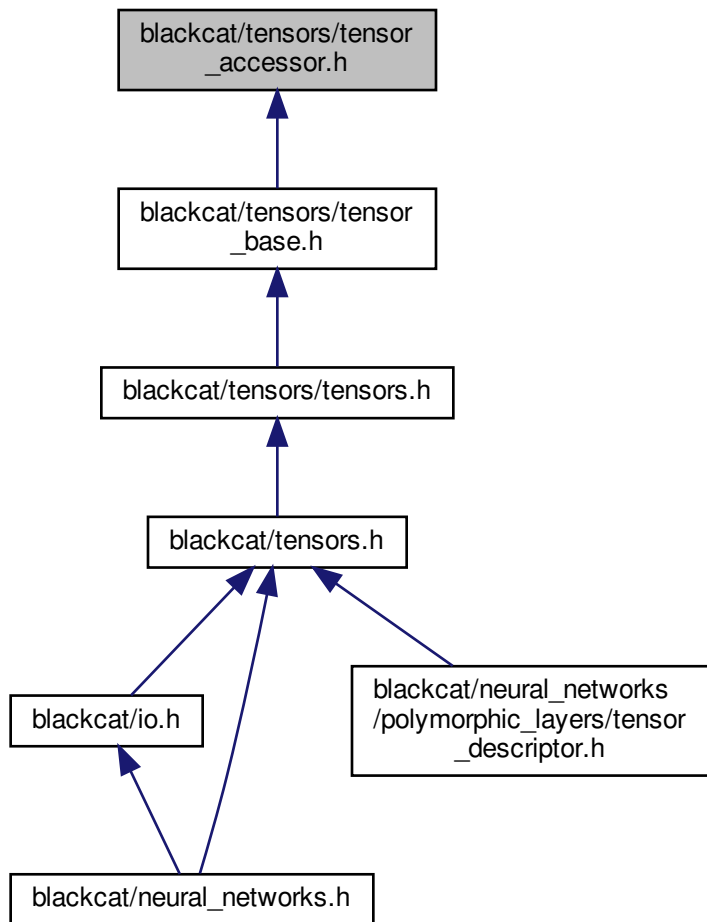 blackcat/tensors/tensor
_accessor.h
blackcat/tensors/tensor
_base.h
blackcat/tensors/tensors.h
blackcat/tensors.h
blackcat/io.h
blackcat/neural_networks
/polymorphic_layers/tensor
_descriptor.h
blackcat/neural_networks.h